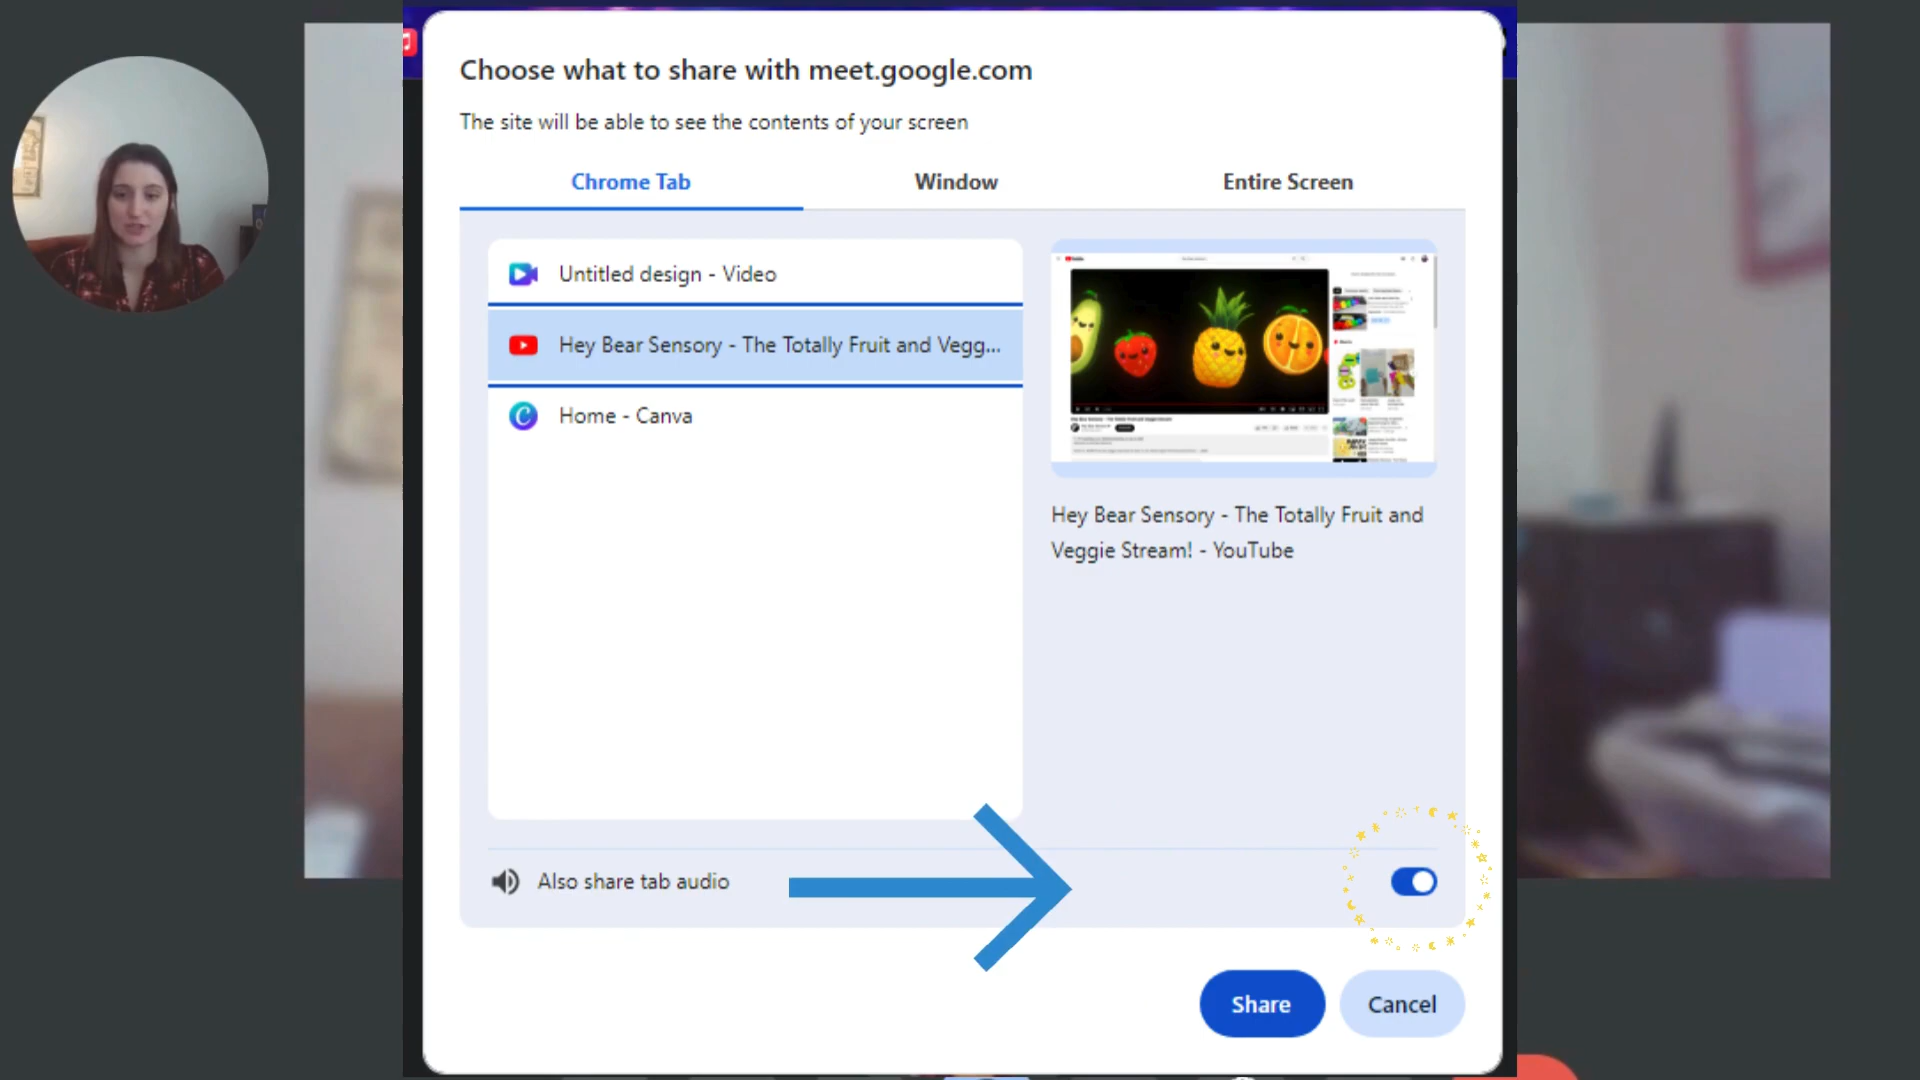 Choose what to share with meet.google.com
The site will be able to see the contents of your screen
Chrome Tab
Window
Entire Screen
Untitled design - Video
Hey Bear Sensory - The Totally Fruit and Vegg...
Home - Canva
Hey Bear Sensory - The Totally Fruit and
Veggie Stream! - YouTube
Also share tab audio
Share
Cancel